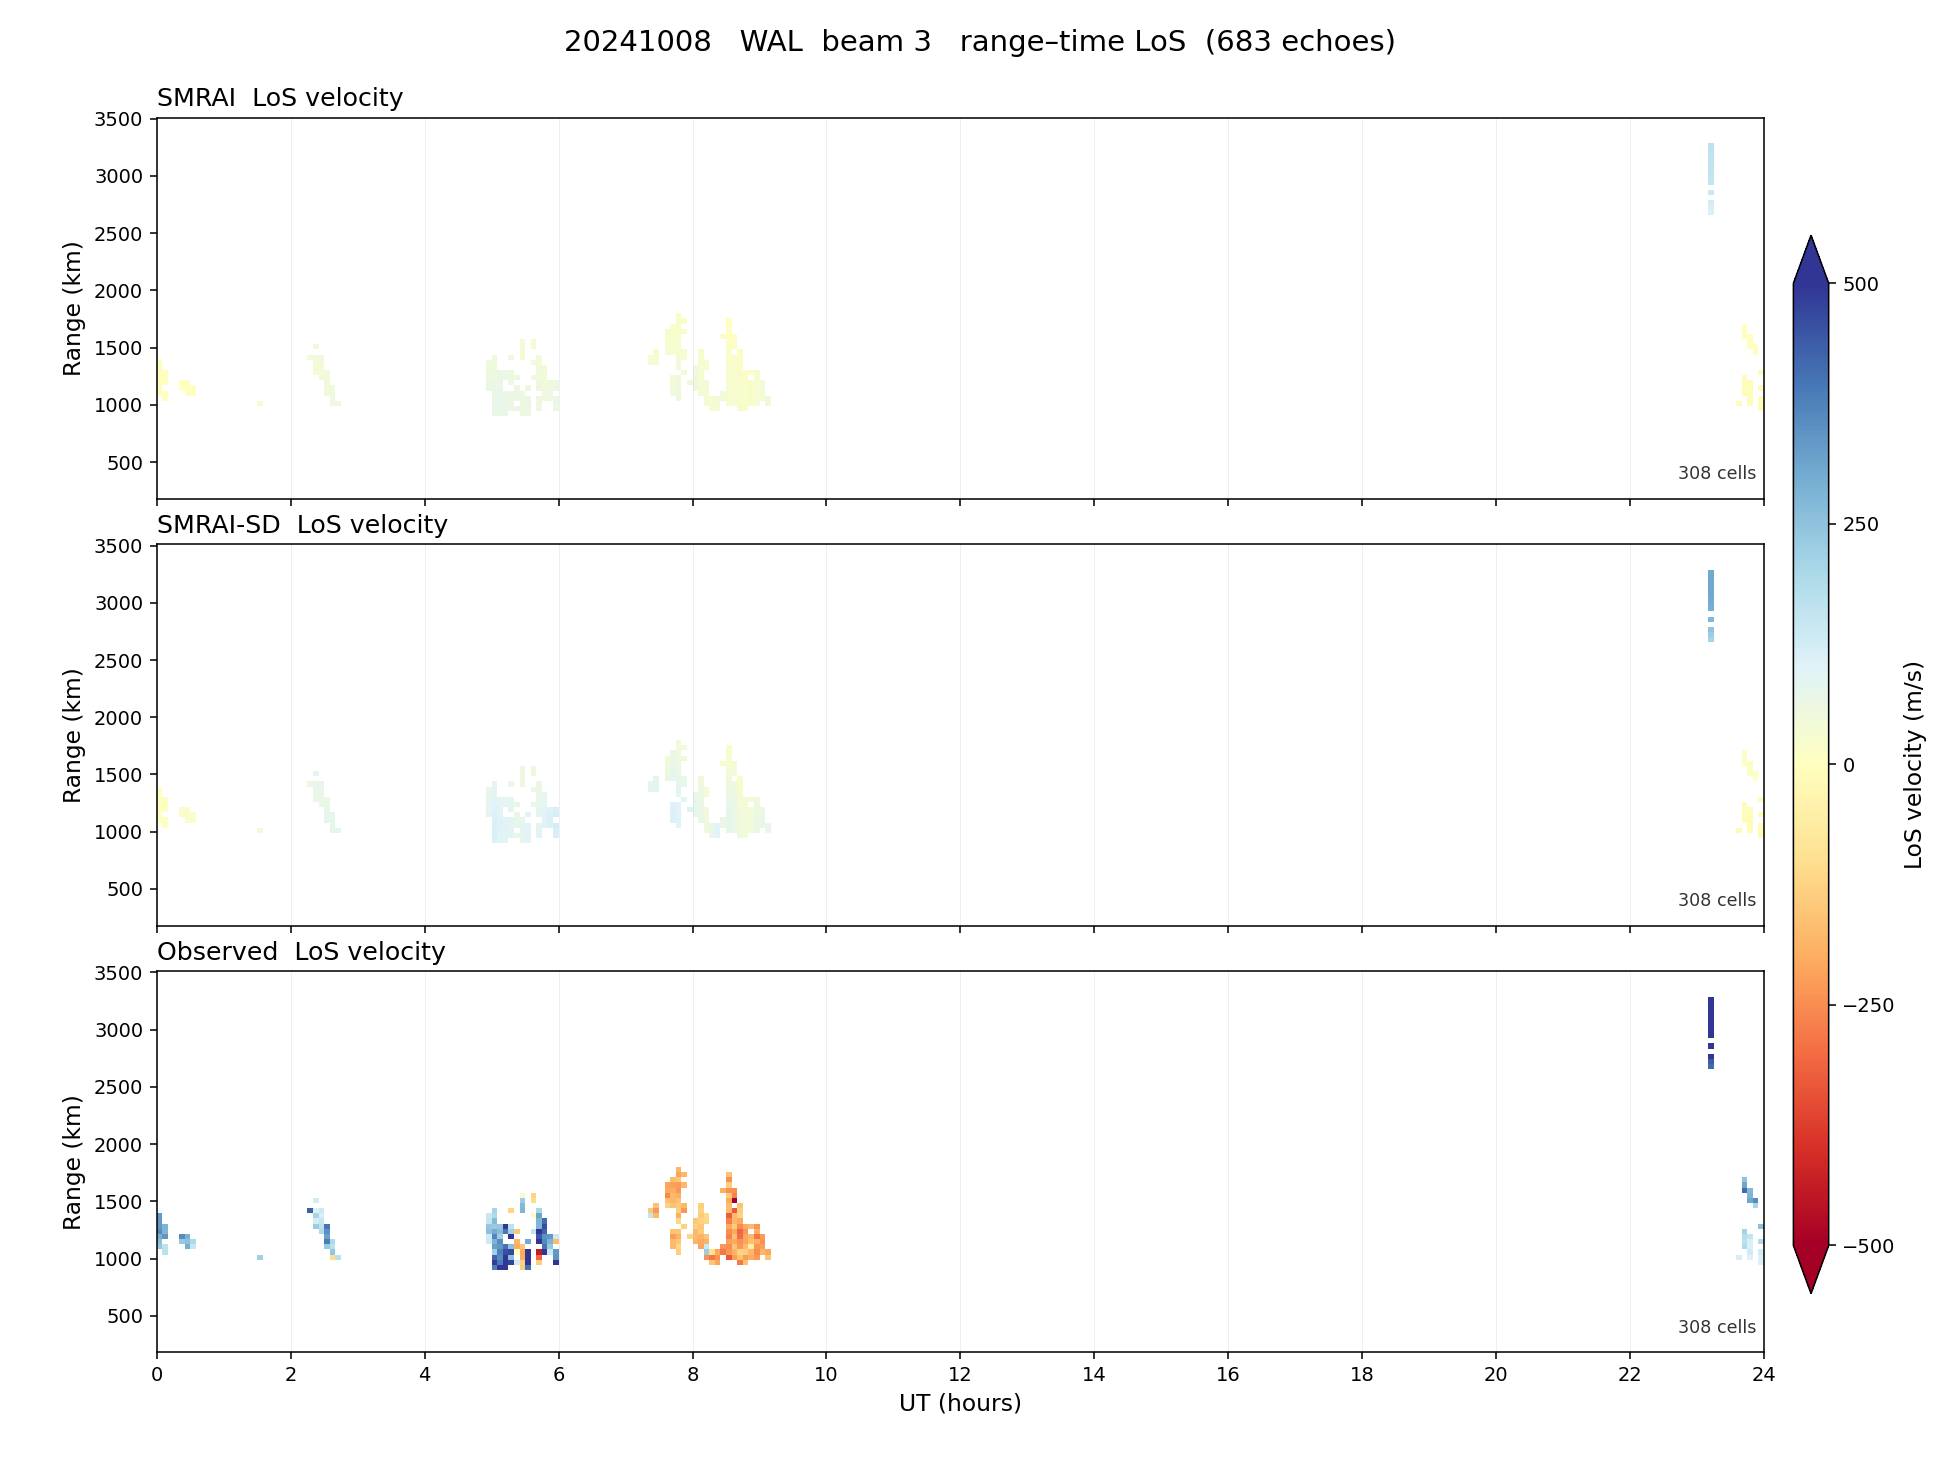 20241008   WAL  beam 3   range–time LoS  (683 echoes)
SMRAI  LoS velocity
3500
3000
2500
2000
1500
1000
500
Range (km)
308 cells
SMRAI-SD  LoS velocity
3500
3000
2500
2000
1500
1000
500
Range (km)
308 cells
Observed  LoS velocity
3500
3000
2500
2000
1500
1000
500
Range (km)
308 cells
0 2 4 6 8 10 12 14 16 18 20 22 24
UT (hours)
500
250
0
−250
−500
LoS velocity (m/s)